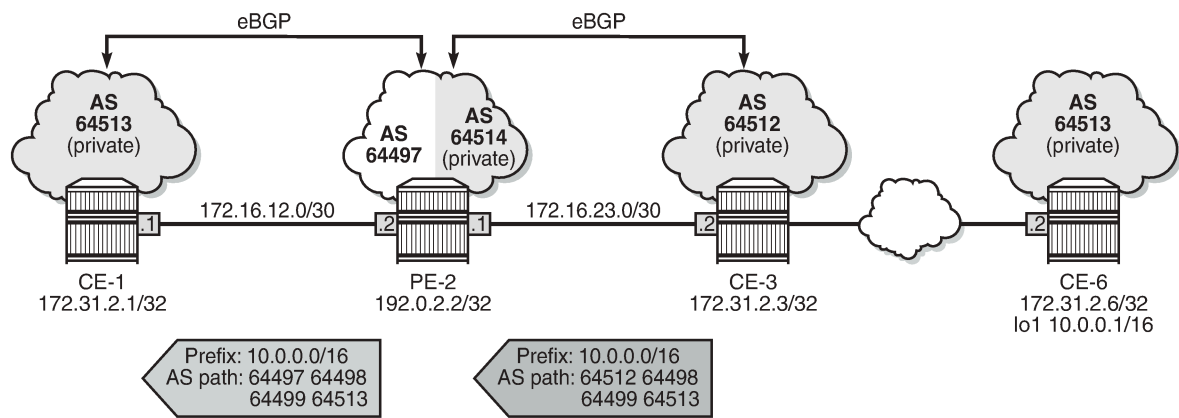 eBGP
eBGP
AS
64513
(private)
AS
64497
AS
64514
(private)
AS
64512
(private)
AS
64513
(private)
172.16.12.0/30
172.16.23.0/30
.1
.2
.1
.2
.2
CE-1
172.31.2.1/32
PE-2
192.0.2.2/32
CE-3
172.31.2.3/32
CE-6
172.31.2.6/32
lo1 10.0.0.1/16
Prefix: 10.0.0.0/16
AS path: 64497 64498
64499 64513
Prefix: 10.0.0.0/16
AS path: 64512 64498
64499 64513